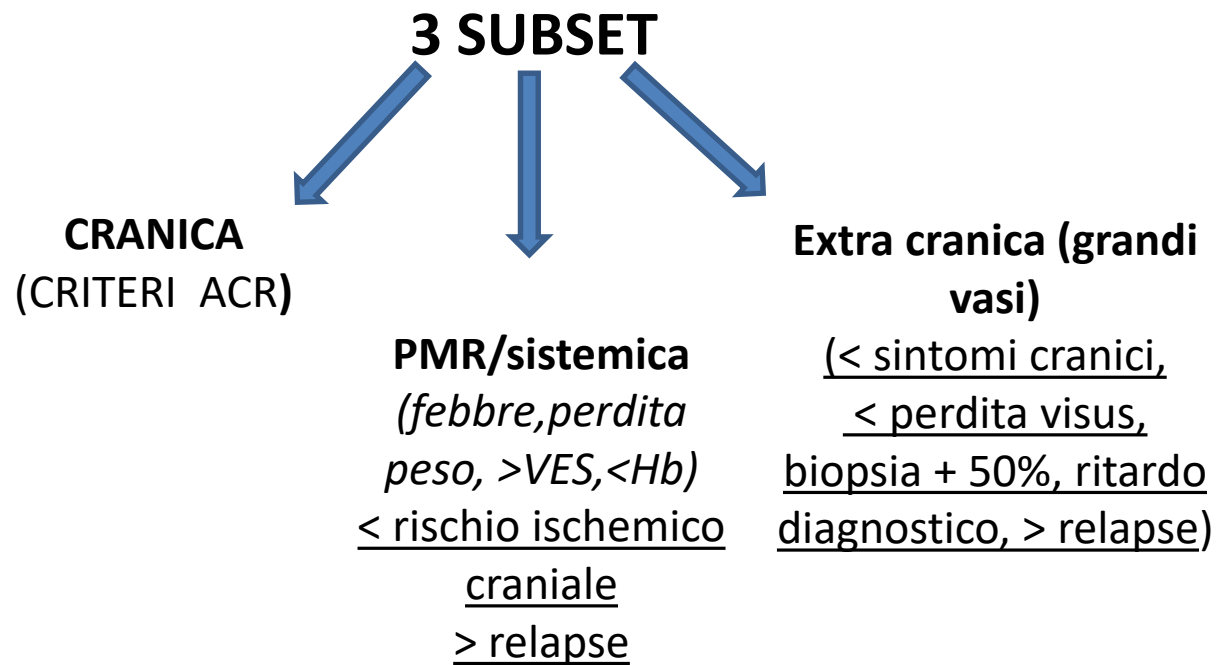 3 SUBSET
CRANICA
(CRITERI ACR)
PMR/sistemica
(febbre,perdita
peso, >VES,<Hb)
< rischio ischemico
craniale
> relapse
Extra cranica (grandi
vasi)
(< sintomi cranici,
< perdita visus,
biopsia + 50%, ritardo
diagnostico, > relapse)